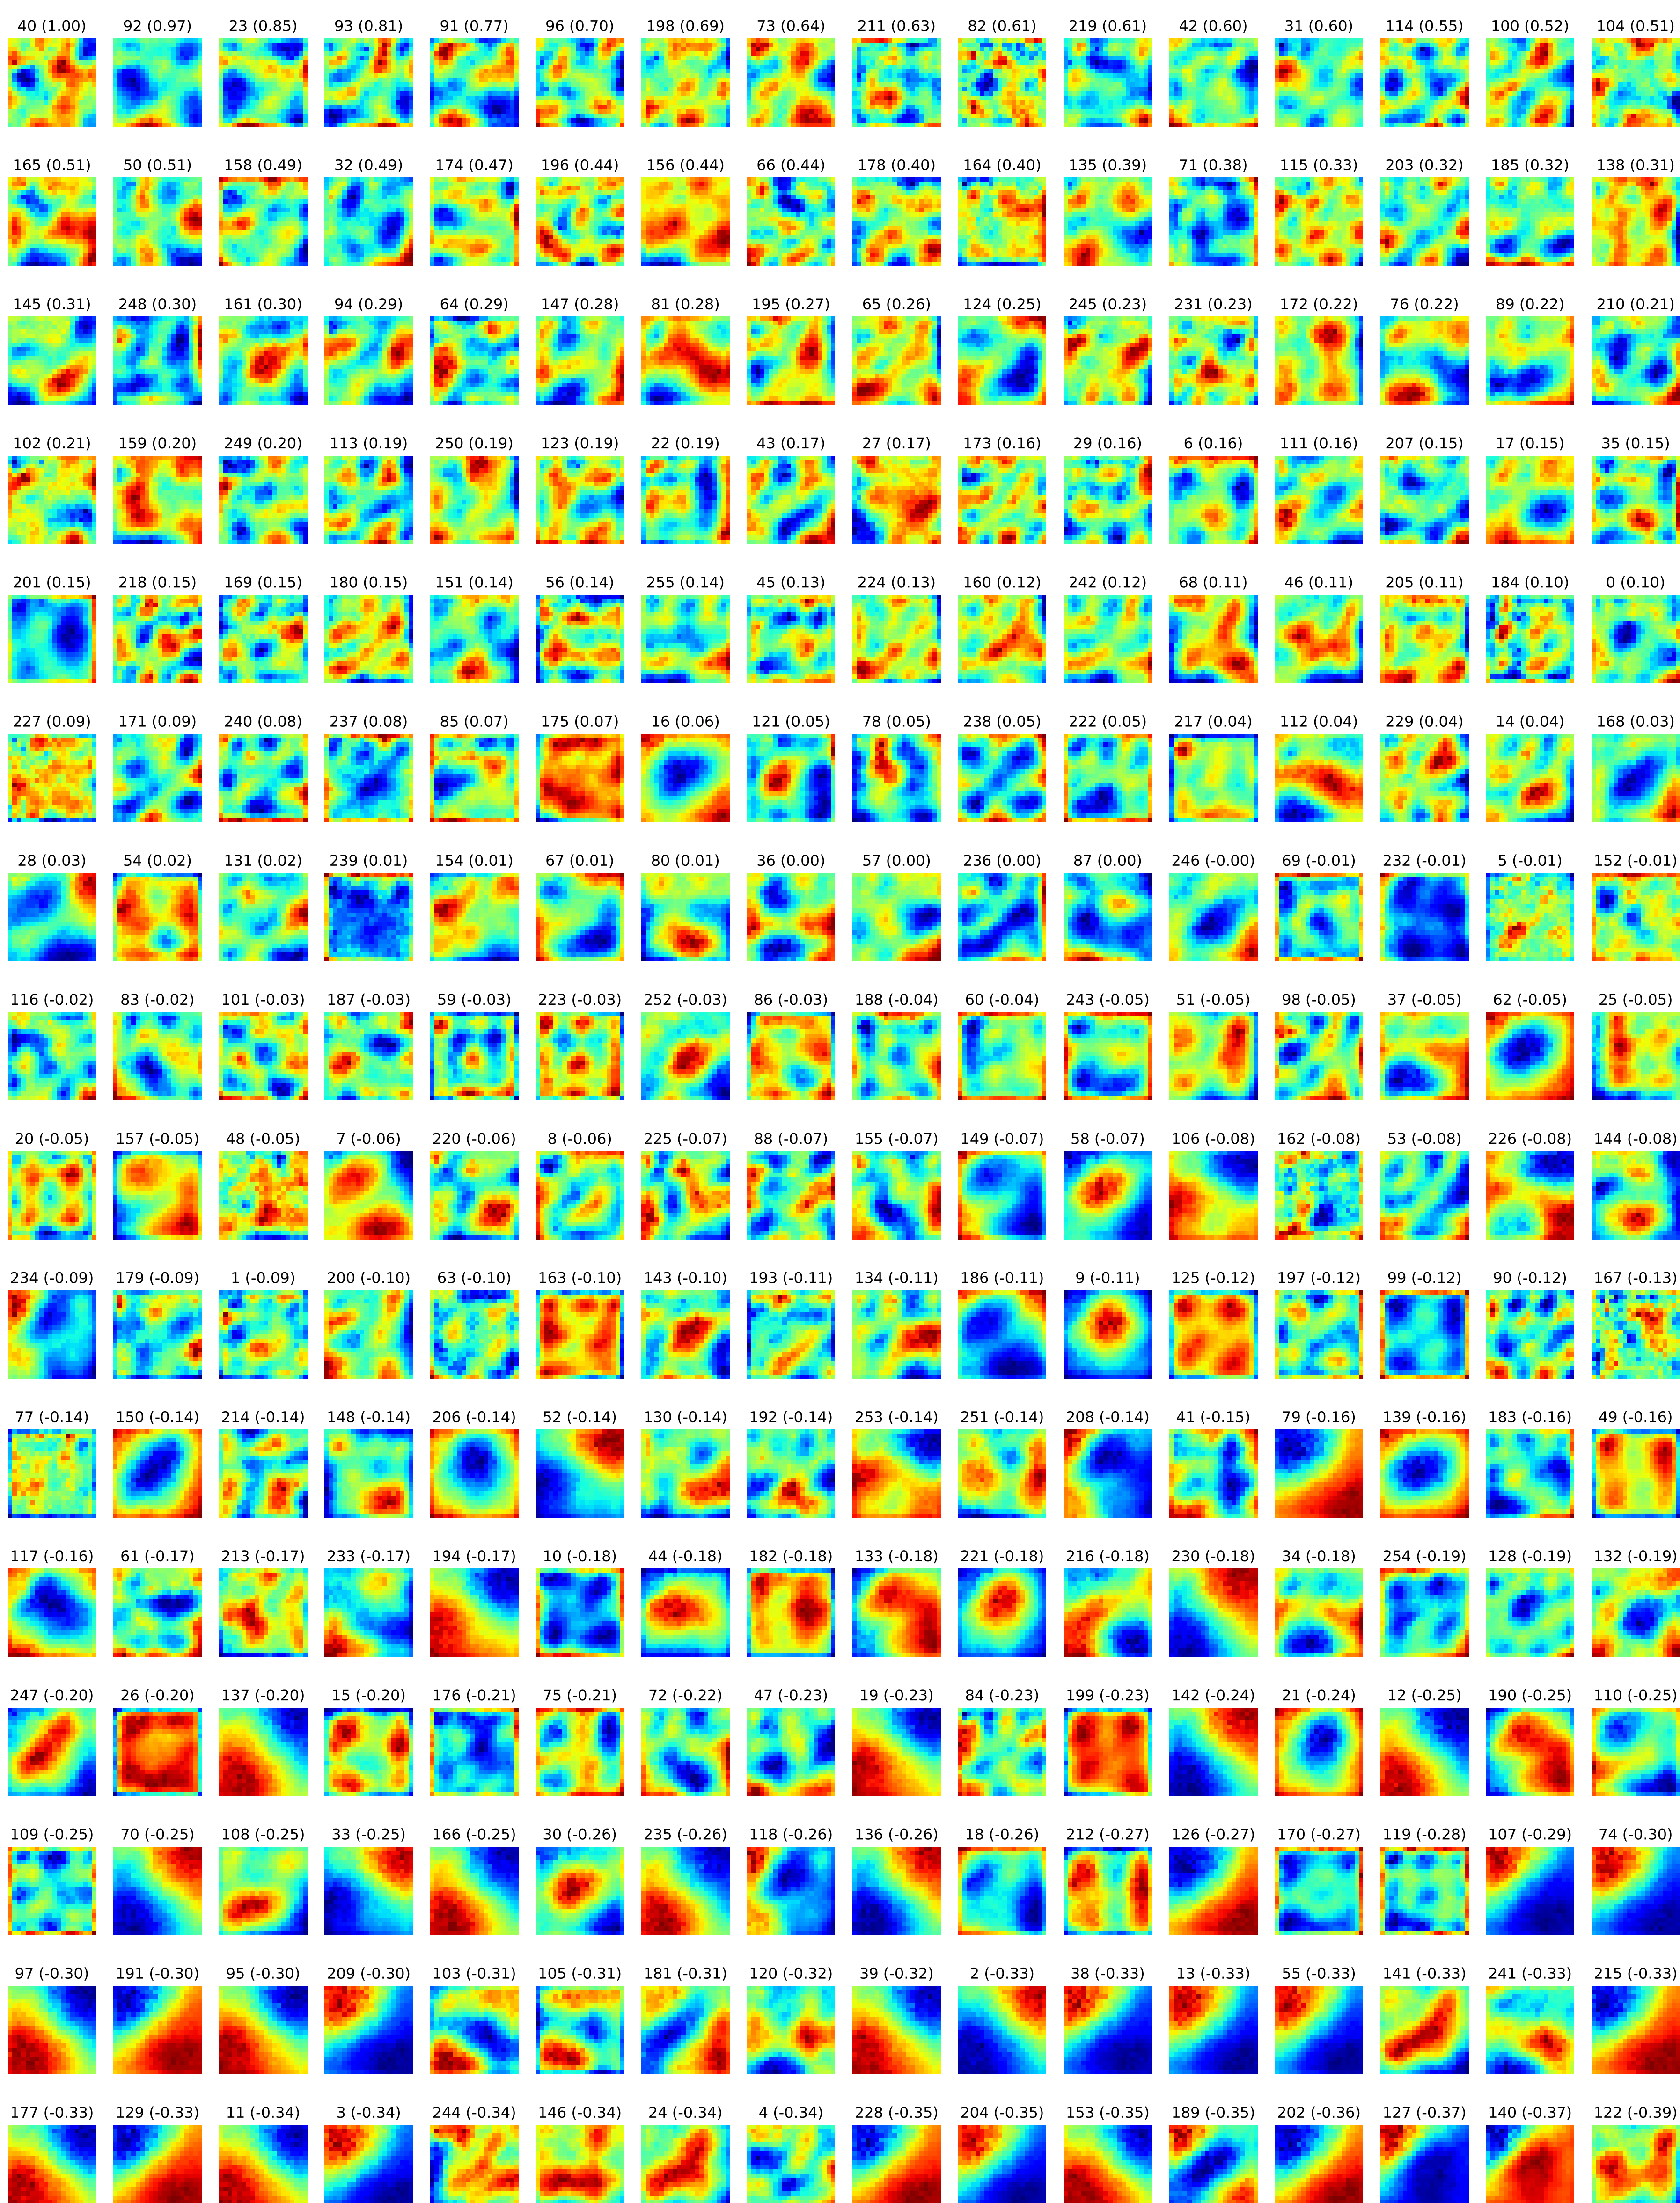 40 (1.00) 92 (0.97) 23 (0.85) 93 (0.81) 91 (0.77) 96 (0.70) 198 (0.69) 73 (0.64) 211 (0.63) 82 (0.61) 219 (0.61) 42 (0.60) 31 (0.60) 114 (0.55) 100 (0.52) 104 (0.51)
165 (0.51) 50 (0.51) 158 (0.49) 32 (0.49) 174 (0.47) 196 (0.44) 156 (0.44) 66 (0.44) 178 (0.40) 164 (0.40) 135 (0.39) 71 (0.38) 115 (0.33) 203 (0.32) 185 (0.32) 138 (0.31)
145 (0.31) 248 (0.30) 161 (0.30) 94 (0.29) 64 (0.29) 147 (0.28) 81 (0.28) 195 (0.27) 65 (0.26) 124 (0.25) 245 (0.23) 231 (0.23) 172 (0.22) 76 (0.22) 89 (0.22) 210 (0.21)
102 (0.21) 159 (0.20) 249 (0.20) 113 (0.19) 250 (0.19) 123 (0.19) 22 (0.19) 43 (0.17) 27 (0.17) 173 (0.16) 29 (0.16) 6 (0.16) 111 (0.16) 207 (0.15) 17 (0.15) 35 (0.15)
201 (0.15) 218 (0.15) 169 (0.15) 180 (0.15) 151 (0.14) 56 (0.14) 255 (0.14) 45 (0.13) 224 (0.13) 160 (0.12) 242 (0.12) 68 (0.11) 46 (0.11) 205 (0.11) 184 (0.10) 0 (0.10)
227 (0.09) 171 (0.09) 240 (0.08) 237 (0.08) 85 (0.07) 175 (0.07) 16 (0.06) 121 (0.05) 78 (0.05) 238 (0.05) 222 (0.05) 217 (0.04) 112 (0.04) 229 (0.04) 14 (0.04) 168 (0.03)
28 (0.03) 54 (0.02) 131 (0.02) 239 (0.01) 154 (0.01) 67 (0.01) 80 (0.01) 36 (0.00) 57 (0.00) 236 (0.00) 87 (0.00) 246 (-0.00) 69 (-0.01) 232 (-0.01) 5 (-0.01) 152 (-0.01)
116 (-0.02) 83 (-0.02) 101 (-0.03) 187 (-0.03) 59 (-0.03) 223 (-0.03) 252 (-0.03) 86 (-0.03) 188 (-0.04) 60 (-0.04) 243 (-0.05) 51 (-0.05) 98 (-0.05) 37 (-0.05) 62 (-0.05) 25 (-0.05)
20 (-0.05) 157 (-0.05) 48 (-0.05) 7 (-0.06) 220 (-0.06) 8 (-0.06) 225 (-0.07) 88 (-0.07) 155 (-0.07) 149 (-0.07) 58 (-0.07) 106 (-0.08) 162 (-0.08) 53 (-0.08) 226 (-0.08) 144 (-0.08)
234 (-0.09) 179 (-0.09) 1 (-0.09) 200 (-0.10) 63 (-0.10) 163 (-0.10) 143 (-0.10) 193 (-0.11) 134 (-0.11) 186 (-0.11) 9 (-0.11) 125 (-0.12) 197 (-0.12) 99 (-0.12) 90 (-0.12) 167 (-0.13)
77 (-0.14) 150 (-0.14) 214 (-0.14) 148 (-0.14) 206 (-0.14) 52 (-0.14) 130 (-0.14) 192 (-0.14) 253 (-0.14) 251 (-0.14) 208 (-0.14) 41 (-0.15) 79 (-0.16) 139 (-0.16) 183 (-0.16) 49 (-0.16)
117 (-0.16) 61 (-0.17) 213 (-0.17) 233 (-0.17) 194 (-0.17) 10 (-0.18) 44 (-0.18) 182 (-0.18) 133 (-0.18) 221 (-0.18) 216 (-0.18) 230 (-0.18) 34 (-0.18) 254 (-0.19) 128 (-0.19) 132 (-0.19)
247 (-0.20) 26 (-0.20) 137 (-0.20) 15 (-0.20) 176 (-0.21) 75 (-0.21) 72 (-0.22) 47 (-0.23) 19 (-0.23) 84 (-0.23) 199 (-0.23) 142 (-0.24) 21 (-0.24) 12 (-0.25) 190 (-0.25) 110 (-0.25)
109 (-0.25) 70 (-0.25) 108 (-0.25) 33 (-0.25) 166 (-0.25) 30 (-0.26) 235 (-0.26) 118 (-0.26) 136 (-0.26) 18 (-0.26) 212 (-0.27) 126 (-0.27) 170 (-0.27) 119 (-0.28) 107 (-0.29) 74 (-0.30)
97 (-0.30) 191 (-0.30) 95 (-0.30) 209 (-0.30) 103 (-0.31) 105 (-0.31) 181 (-0.31) 120 (-0.32) 39 (-0.32) 2 (-0.33) 38 (-0.33) 13 (-0.33) 55 (-0.33) 141 (-0.33) 241 (-0.33) 215 (-0.33)
177 (-0.33) 129 (-0.33) 11 (-0.34) 3 (-0.34) 244 (-0.34) 146 (-0.34) 24 (-0.34) 4 (-0.34) 228 (-0.35) 204 (-0.35) 153 (-0.35) 189 (-0.35) 202 (-0.36) 127 (-0.37) 140 (-0.37) 122 (-0.39)